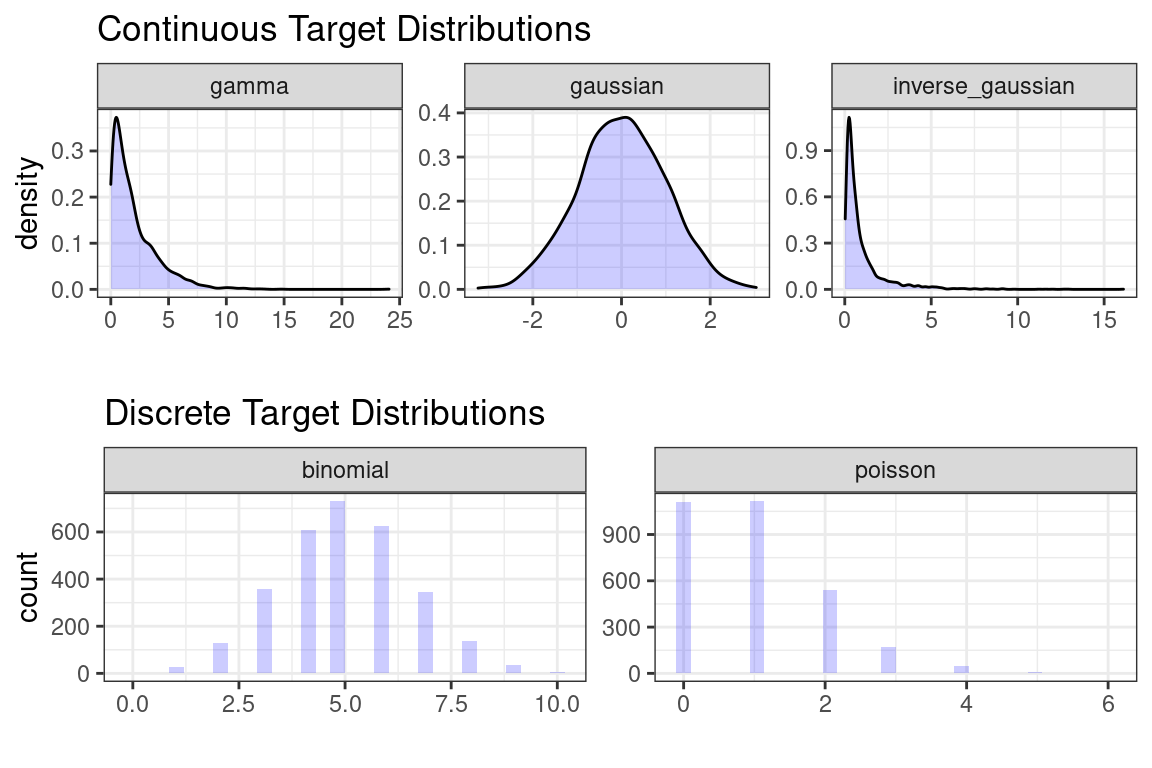 Continuous Target Distributions
gamma
gaussian
inverse_gaussian
density
0.3
0.2
0.1
0.0
0 5 10 15 20 25
0.4
0.3
0.2
0.1
0.0
-2 0 2
0.9
0.6
0.3
0.0
0 5 10 15
Discrete Target Distributions
binomial
poisson
count
600
400
200
0
0.0 2.5 5.0 7.5 10.0
900
600
300
0
0 2 4 6